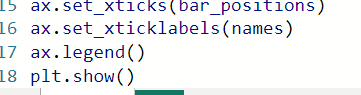 15 ax.set_xticks(bar_positions)
16 ax.set_xticklabels(names)
17 ax.legend()
18 plt.show()